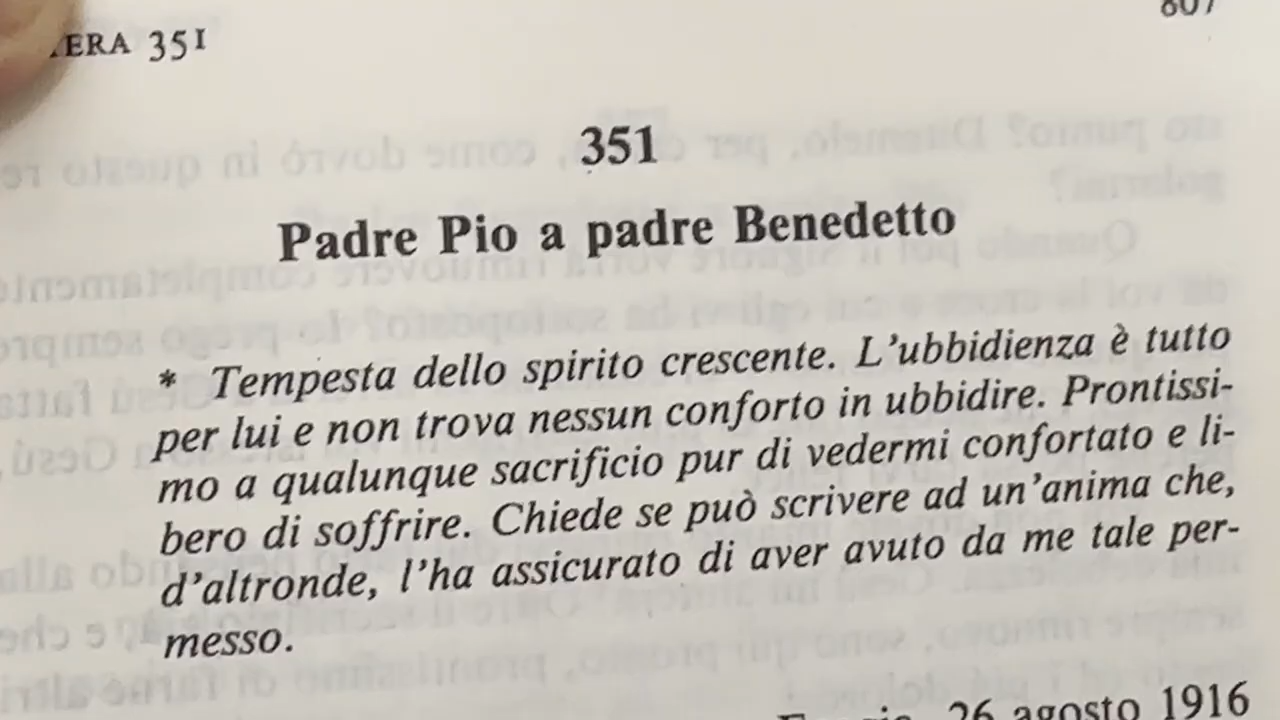 351
807
351
Padre Pio a padre Benedetto
* Tempesta dello spirito crescente. L'ubbidienza è tutto
per lui e non trova nessun conforto in ubbidire. Prontissi-
mo a qualunque sacrificio pur di vedermi confortato e li-
bero di soffrire. Chiede se può scrivere ad un'anima che,
d'altronde, l'ha assicurato di aver avuto da me tale per-
messo.
26 agosto 1916